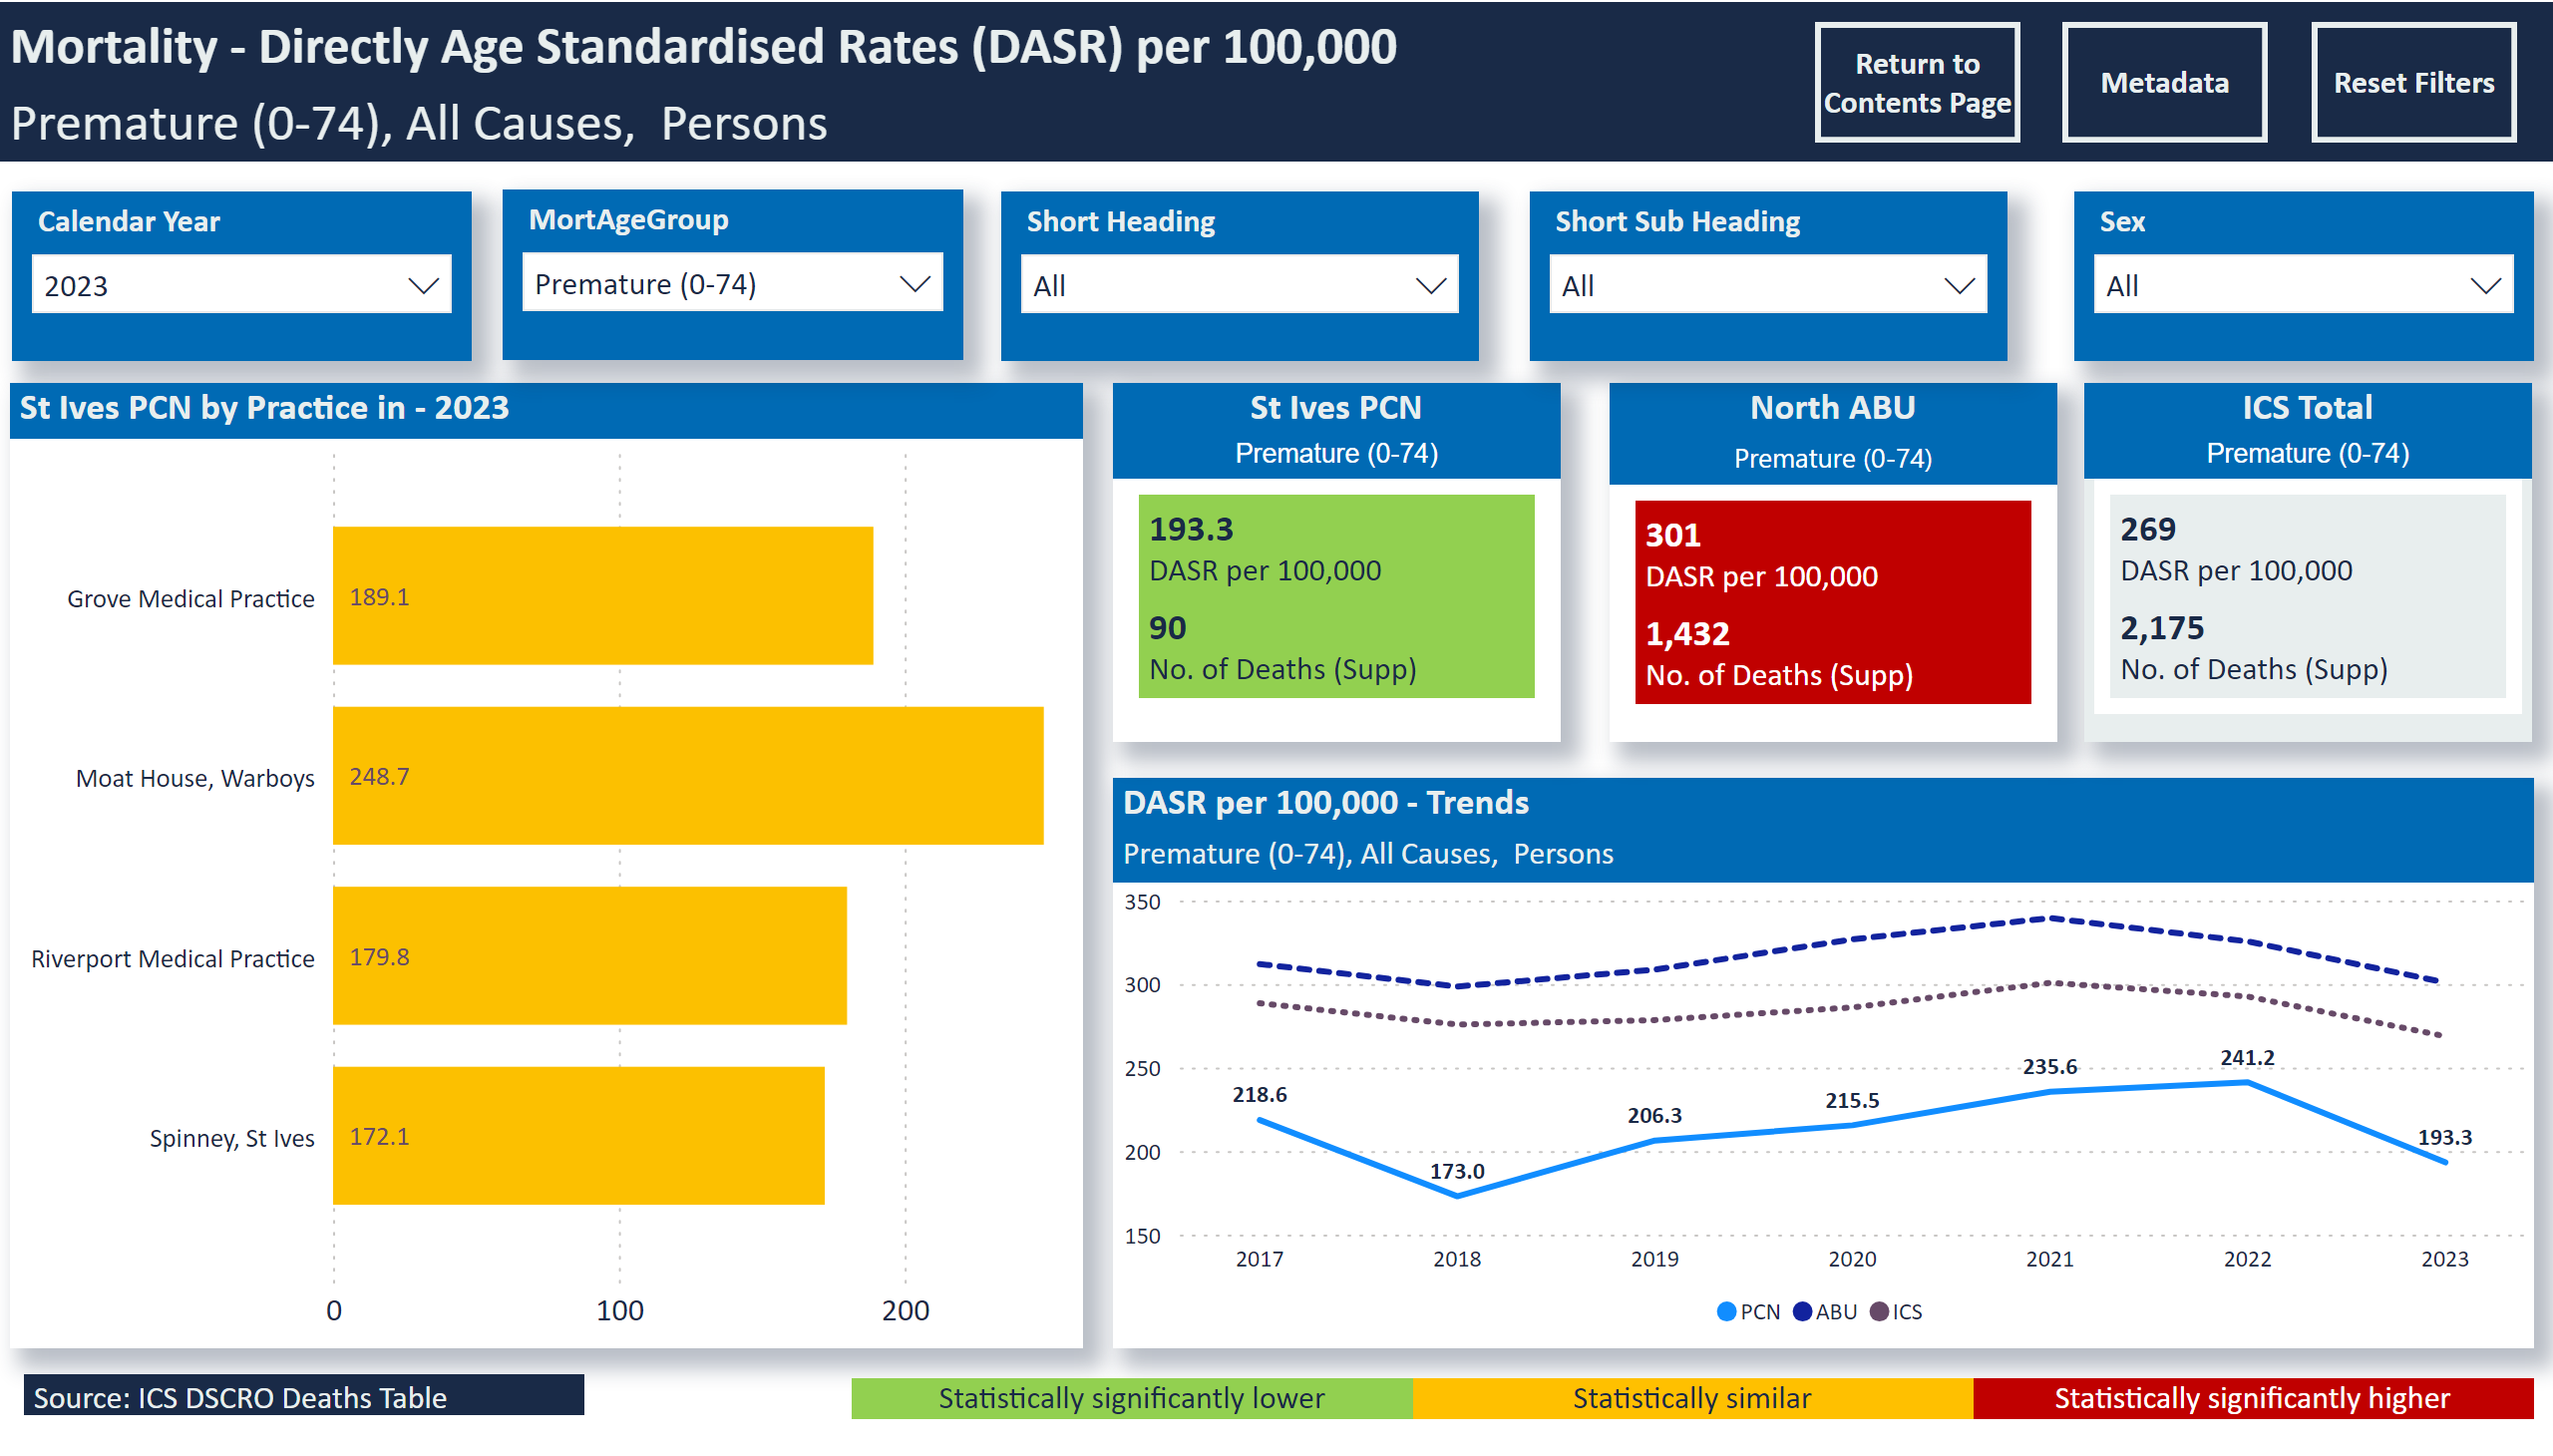 Mortality - Directly Age Standardised Rates (DASR) per 100,000
Premature (0-74), All Causes,  Persons
Return to
Contents Page
Metadata
Reset Filters
Calendar Year
2023
MortAgeGroup
Premature (0-74)
Short Heading
All
Short Sub Heading
All
Sex
All
St Ives PCN by Practice in - 2023
Grove Medical Practice
189.1
Moat House, Warboys
248.7
Riverport Medical Practice
179.8
Spinney, St Ives
172.1
0
100
200
St Ives PCN
Premature (0-74)
193.3
DASR per 100,000
90
No. of Deaths (Supp)
North ABU
Premature (0-74)
301
DASR per 100,000
1,432
No. of Deaths (Supp)
ICS Total
Premature (0-74)
269
DASR per 100,000
2,175
No. of Deaths (Supp)
DASR per 100,000 - Trends
Premature (0-74), All Causes,  Persons
350
300
250
200
150
218.6
173.0
206.3
215.5
235.6
241.2
193.3
2017
2018
2019
2020
2021
2022
2023
PCN
ABU
ICS
Source: ICS DSCRO Deaths Table
Statistically significantly lower
Statistically similar
Statistically significantly higher